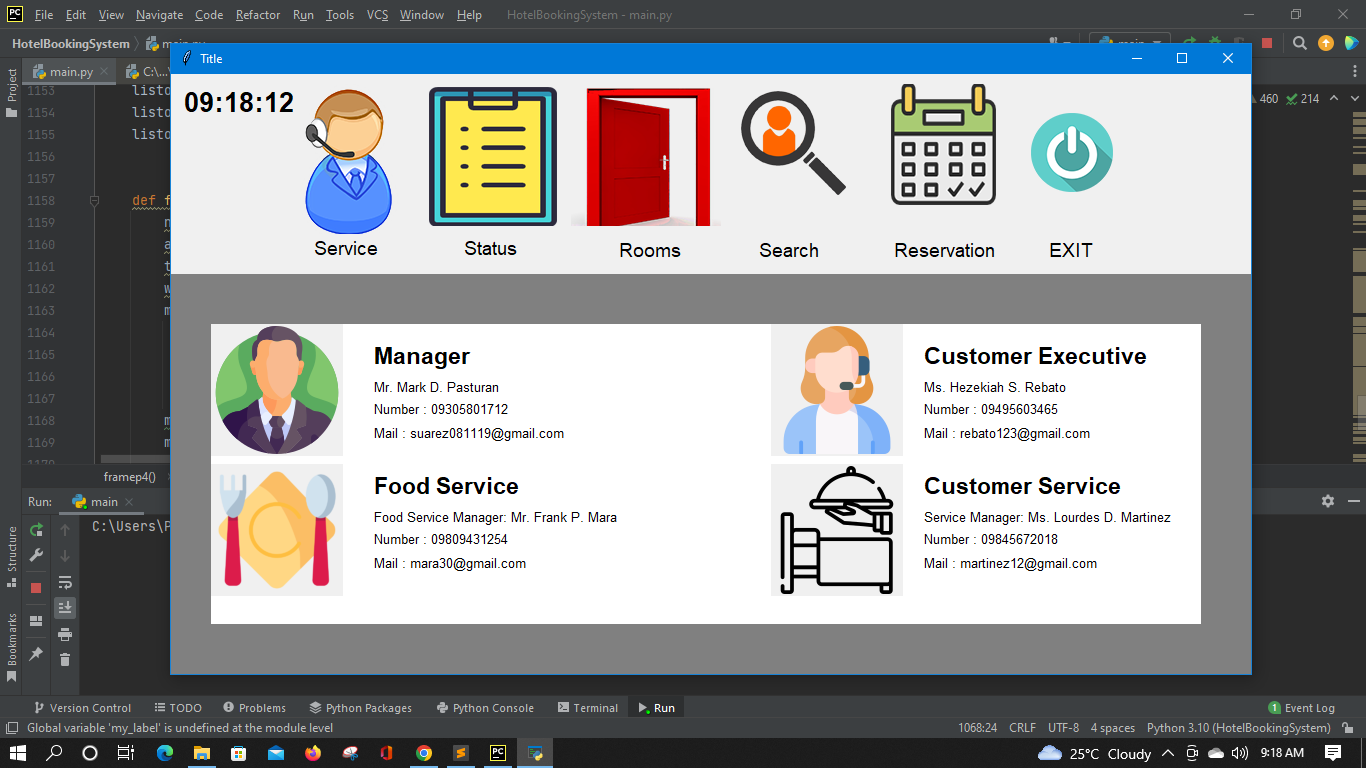 PC File Edit View Navigate Code Refactor Run Tools VCS Window Help HotelBookingSystem - main.py
HotelBookingSystem main.py main
Title
main.py C:\...\
460 214
Project
1153 listo
1154 listo
1155 listo
1156
1157
1158 def f
1159
1160 a
1161 t
1162
1163 m
1164
1165
1166
1167
1168 m
1169 m
1170
framep4()
09:18:12
Service Status Rooms Search Reservation EXIT
Manager
Mr. Mark D. Pasturan
Number : 09305801712
Mail : suarez081119@gmail.com
Customer Executive
Ms. Hezekiah S. Rebato
Number : 09495603465
Mail : rebato123@gmail.com
Food Service
Food Service Manager: Mr. Frank P. Mara
Number : 09809431254
Mail : mara30@gmail.com
Customer Service
Service Manager: Ms. Lourdes D. Martinez
Number : 09845672018
Mail : martinez12@gmail.com
Run: main
C:\Users\P
Structure
Bookmarks
Version Control TODO Problems Python Packages Python Console Terminal Run 1 Event Log
Global variable 'my_label' is undefined at the module level 1068:24 CRLF UTF-8 4 spaces Python 3.10 (HotelBookingSystem)
PC 25°C Cloudy 9:18 AM